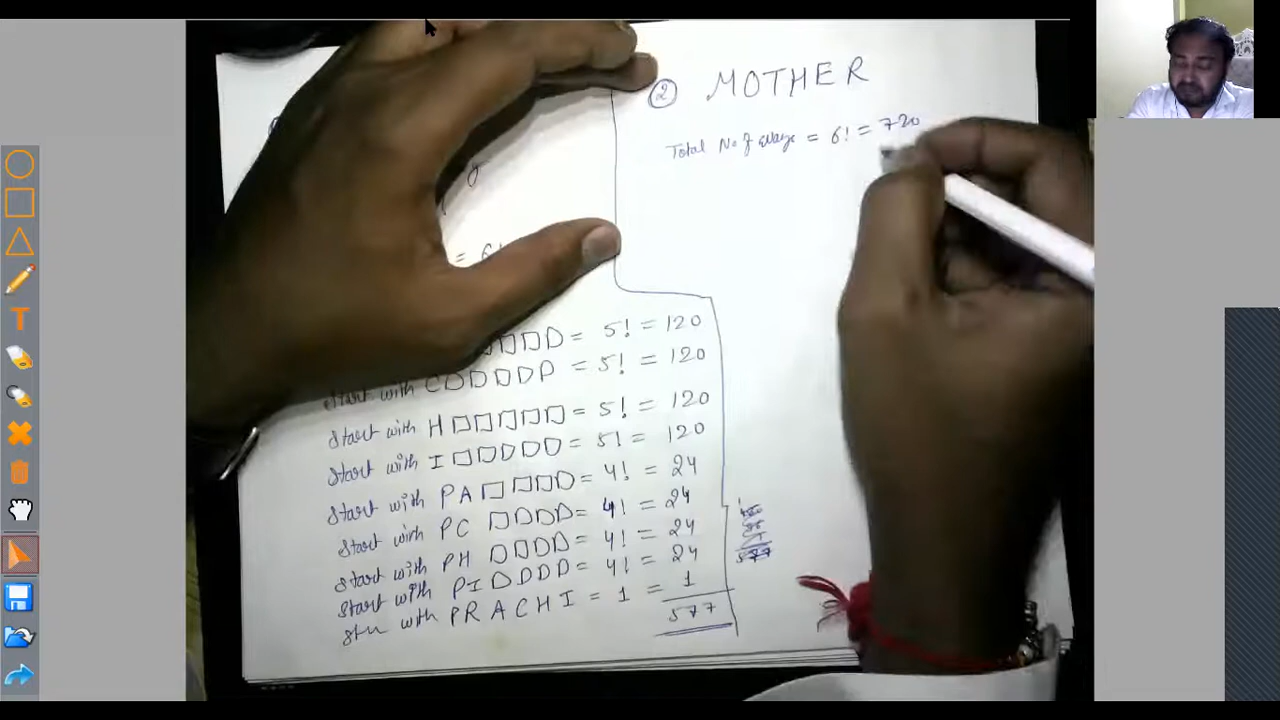 ② MOTHER
Total No of ways = 6! = 720
= 6!
□□□□ = 5! = 120
Start with C□□□□P = 5! = 120
Start with H□□□□□ = 5! = 120
Start with I□□□□□ = 5! = 120
Start with PA□□□□ = 4! = 24
Start with PC □□□□ = 4! = 24
Start with PH □□□□ = 4! = 24
Start with PI□□□□ = 4! = 24
with PRACHI = 1 = 1
577
577
T